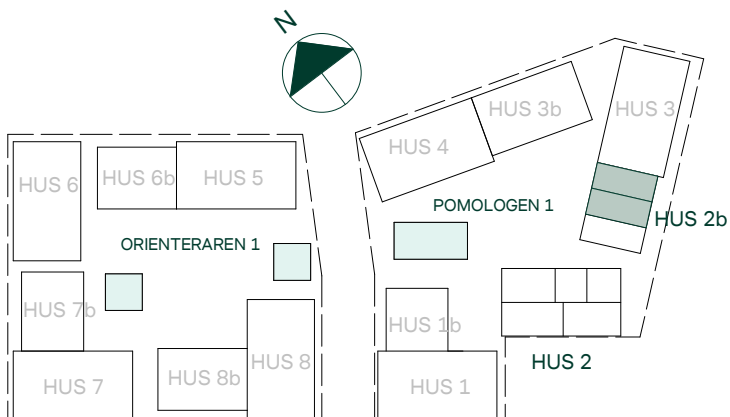 N
HUS 3b
HUS 3
HUS 4
HUS 6
HUS 6b
HUS 5
POMOLOGEN 1
HUS 2b
ORIENTERAREN 1
HUS 7b
HUS 1b
HUS 8
HUS 2
HUS 8b
HUS 7
HUS 1